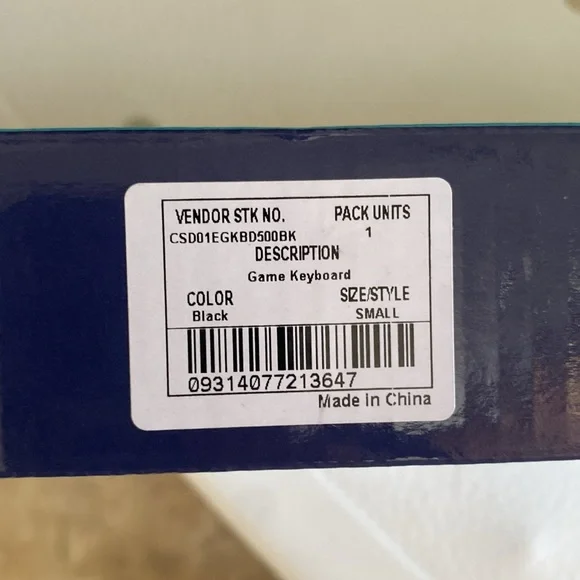 VENDOR STK NO. PACK UNITS
CSD01EGKBD500BK 1
DESCRIPTION
Game Keyboard
COLOR SIZE/STYLE
Black SMALL
09314077213647
Made in China